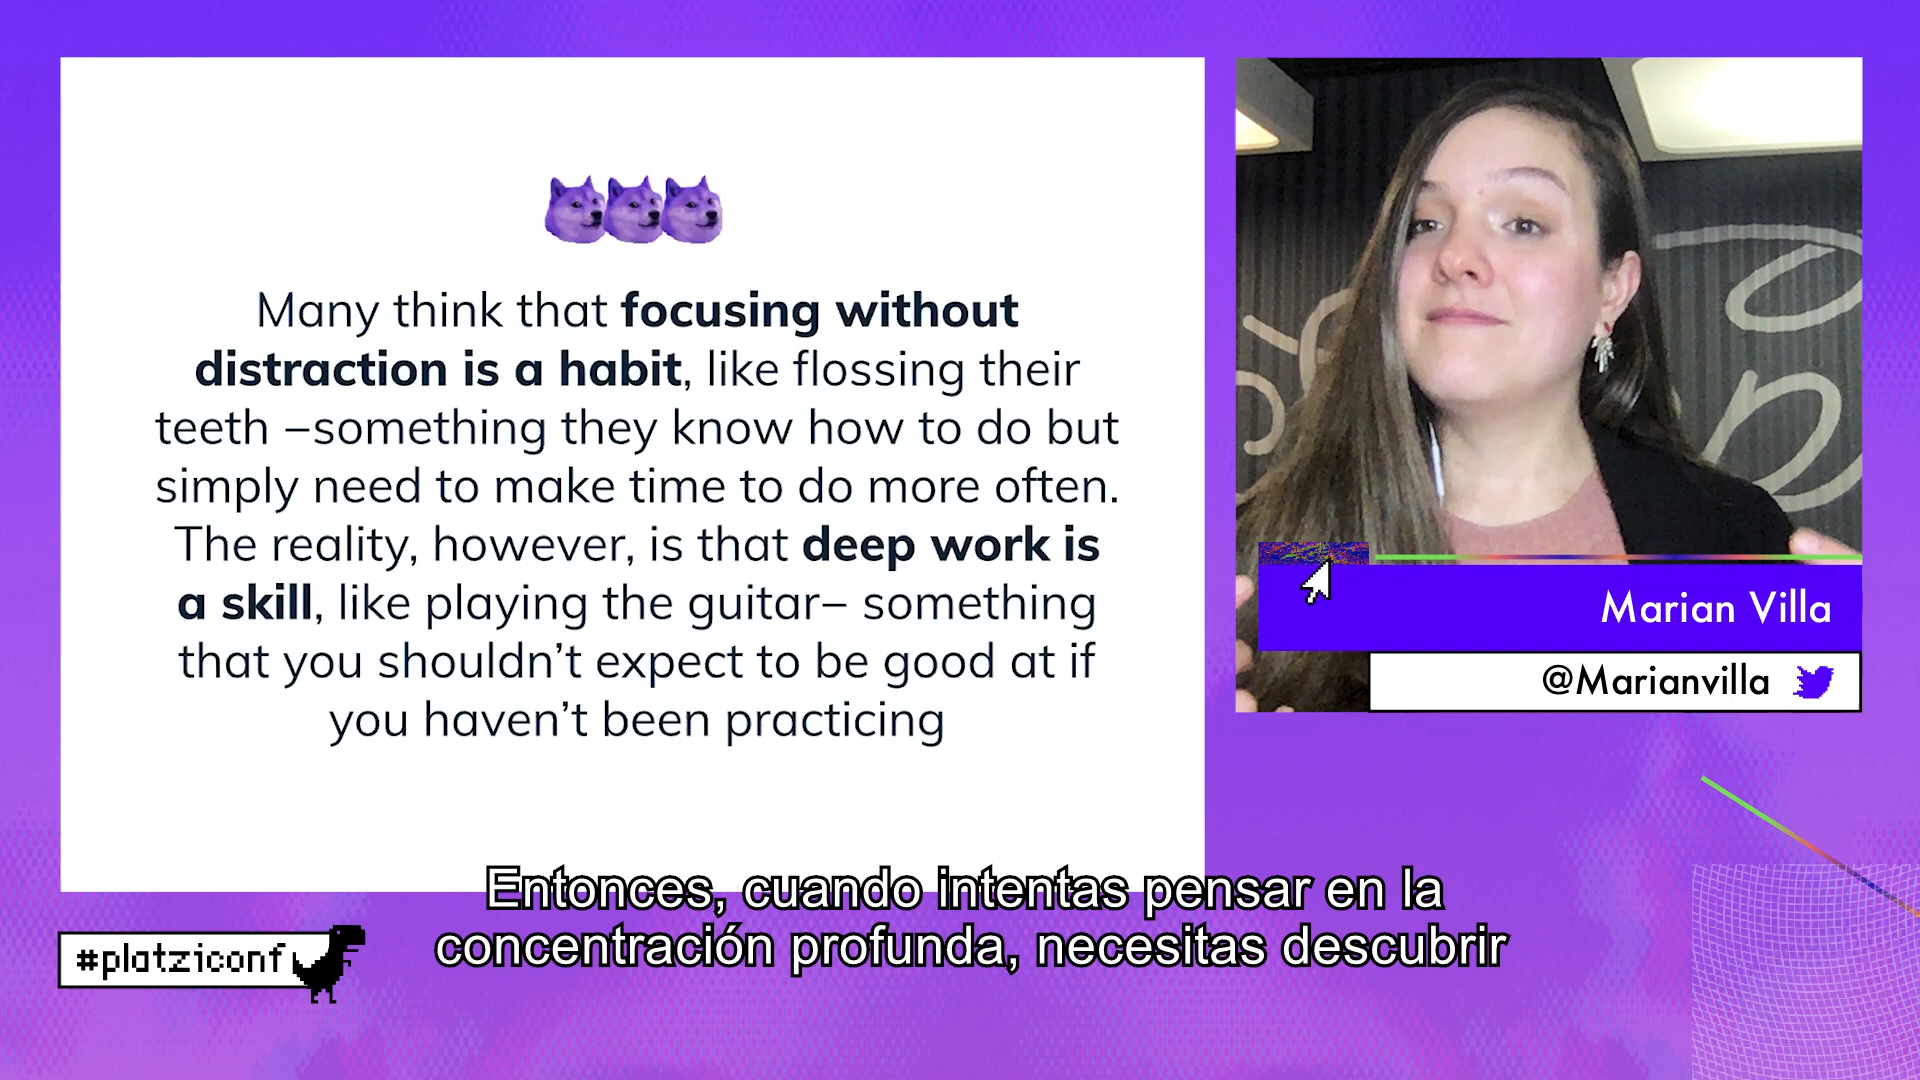 Many think that focusing without
distraction is a habit, like flossing their
teeth –something they know how to do but
simply need to make time to do more often.
The reality, however, is that deep work is
a skill, like playing the guitar– something
that you shouldn’t expect to be good at if
you haven’t been practicing
Marian Villa
@Marianvilla
Entonces, cuando intentas pensar en la
concentración profunda, necesitas descubrir
#platziconf